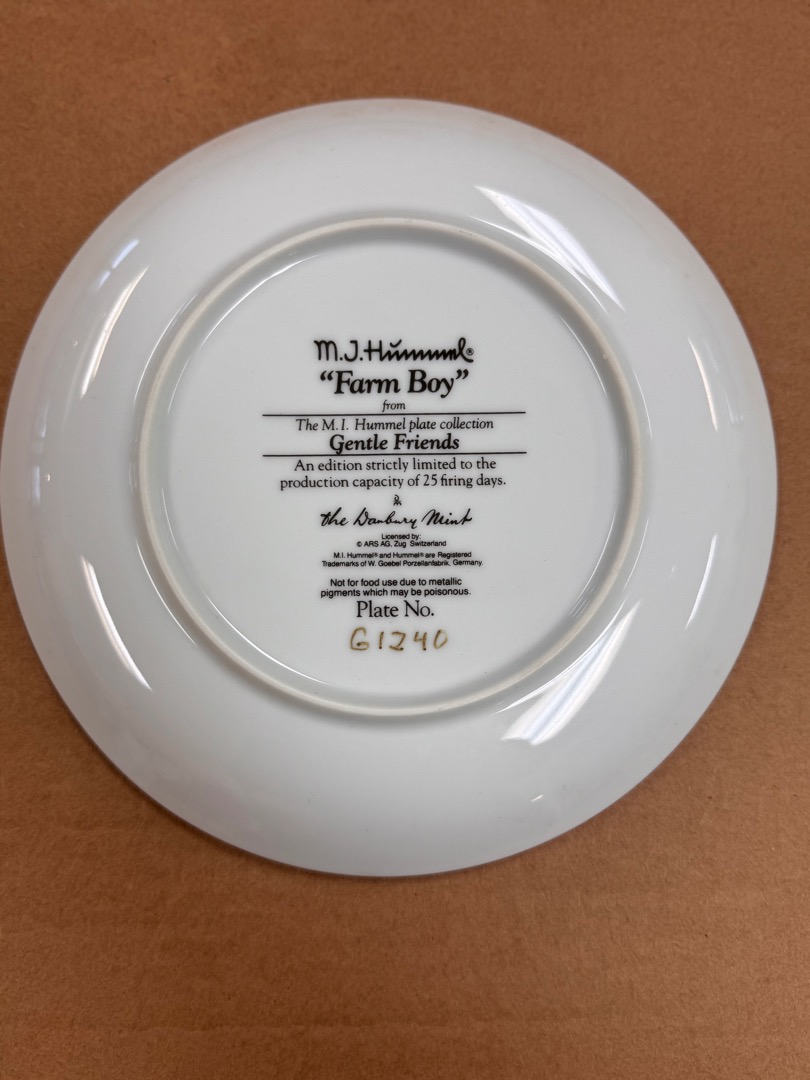 M.J.Hummel®
“Farm Boy”
from
The M.I. Hummel plate collection
Gentle Friends
An edition strictly limited to the
production capacity of 25 firing days.
the Danbury Mint
Licensed by:
© ARS AG, Zug Switzerland
M.I. Hummel® and Hummel® are Registered
Trademarks of W. Goebel Porzellanfabrik, Germany.
Not for food use due to metallic
pigments which may be poisonous.
Plate No.
G1240